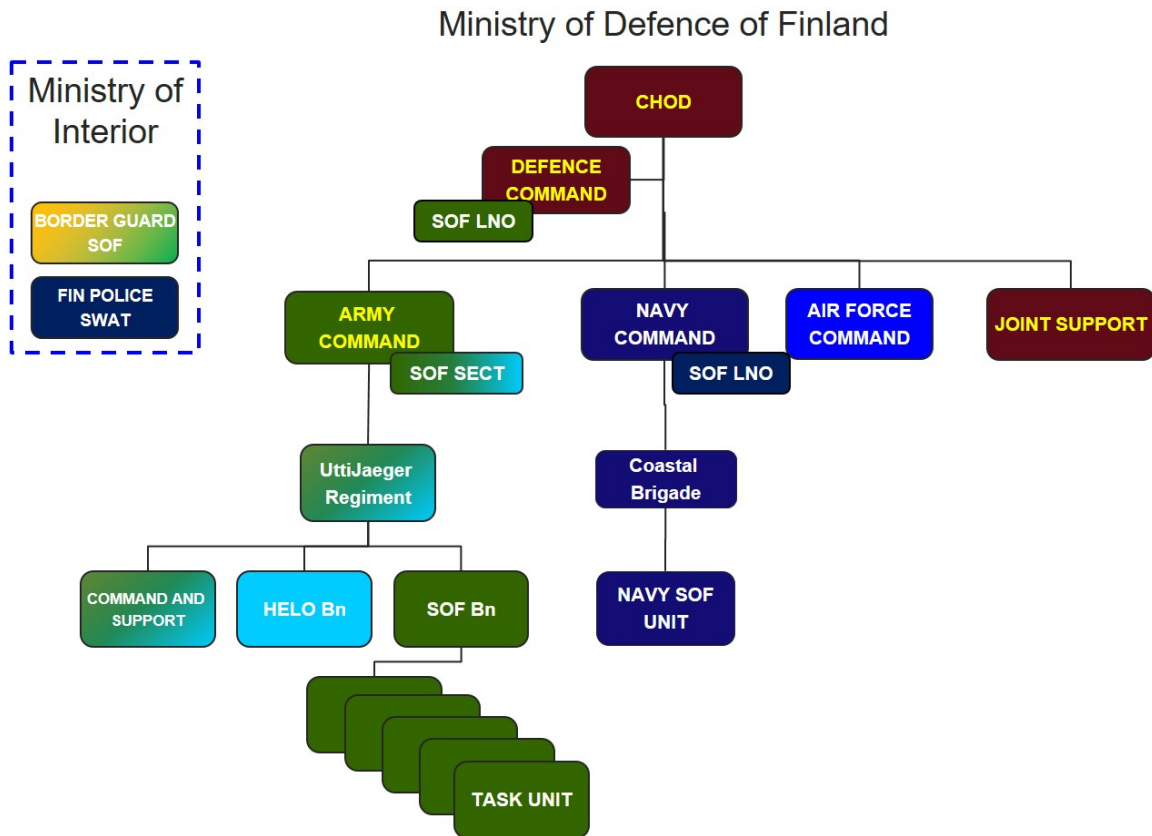 Ministry of Defence of Finland
Ministry of
Interior
BORDER GUARD
SOF
FIN POLICE
SWAT
CHOD
DEFENCE
COMMAND
SOF LNO
ARMY
COMMAND
SOF SECT
NAVY
COMMAND
SOF LNO
AIR FORCE
COMMAND
JOINT SUPPORT
UttiJaeger
Regiment
Coastal
Brigade
COMMAND AND
SUPPORT
HELO Bn
SOF Bn
NAVY SOF
UNIT
TASK UNIT